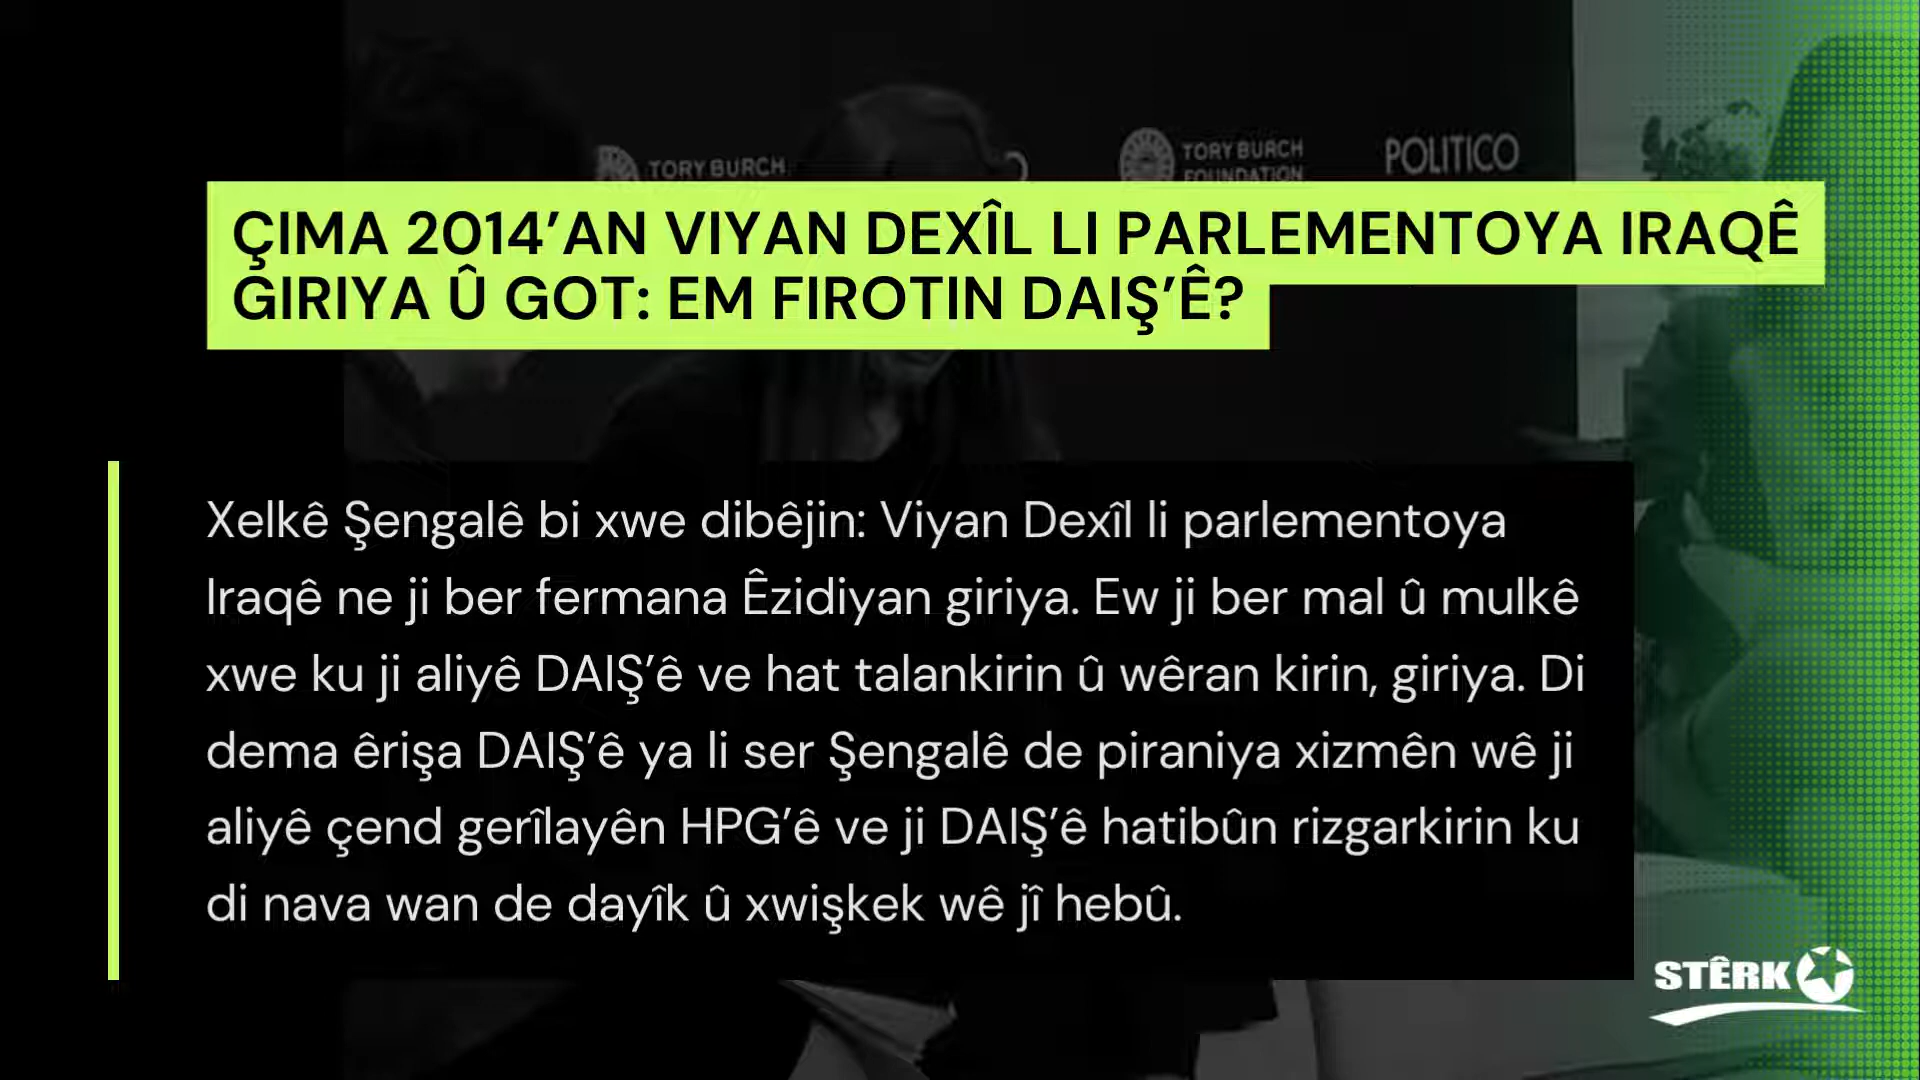 TORY BURCH
TORY BURCH
FOUNDATION
POLITICO
ÇIMA 2014’AN VIYAN DEXÎL LI PARLEMENTOYA IRAQÊ
GIRIYA Û GOT: EM FIROTIN DAIŞ’Ê?
Xelkê Şengalê bi xwe dibêjin: Viyan Dexîl li parlementoya
Iraqê ne ji ber fermana Êzidiyan giriya. Ew ji ber mal û mulkê
xwe ku ji aliyê DAIŞ’ê ve hat talankirin û wêran kirin, giriya. Di
dema êrişa DAIŞ’ê ya li ser Şengalê de piraniya xizmên wê ji
aliyê çend gerîlayên HPG’ê ve ji DAIŞ’ê hatibûn rizgarkirin ku
di nava wan de dayîk û xwişkek wê jî hebû.
STÊRK